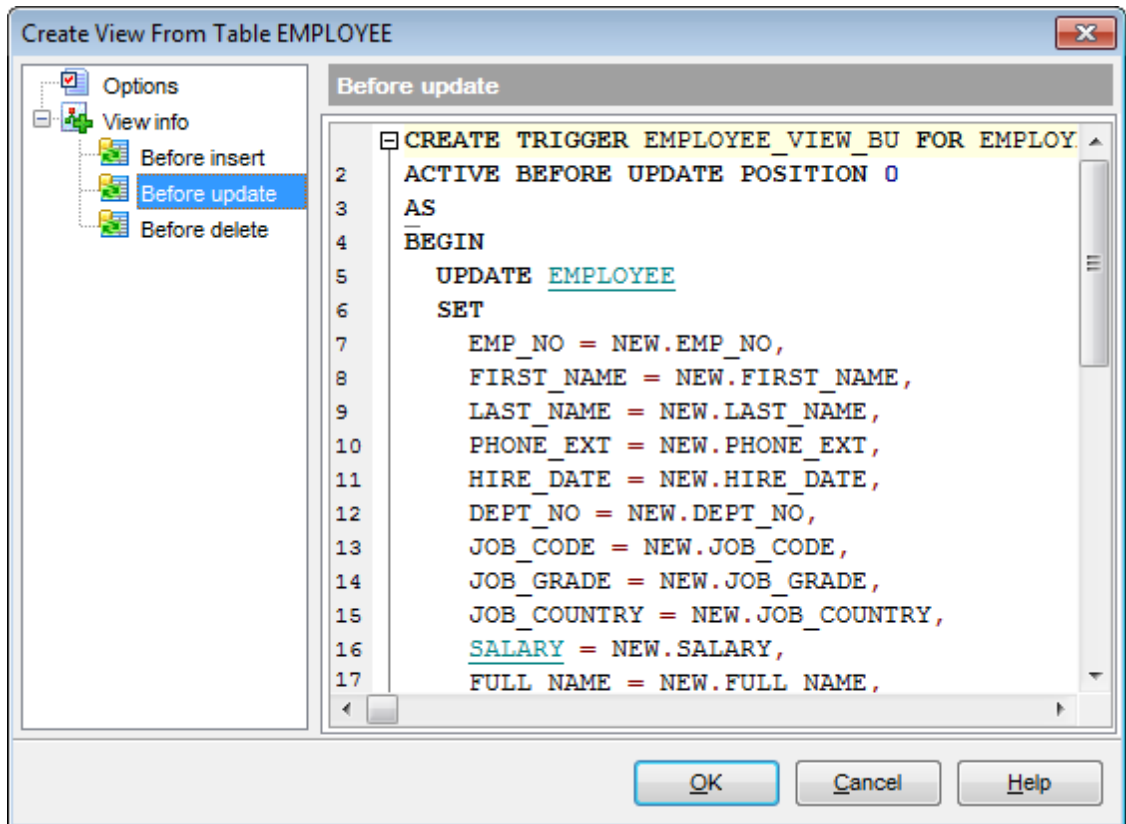 Create View From Table EMPLOYEE
Options
View info
Before insert
Before update
Before delete
Before update
CREATE TRIGGER EMPLOYEE_VIEW_BU FOR EMPLOY
2 ACTIVE BEFORE UPDATE POSITION 0
3 AS
4 BEGIN
5 UPDATE EMPLOYEE
6 SET
7 EMP_NO = NEW.EMP_NO,
8 FIRST_NAME = NEW.FIRST_NAME,
9 LAST_NAME = NEW.LAST_NAME,
10 PHONE_EXT = NEW.PHONE_EXT,
11 HIRE_DATE = NEW.HIRE_DATE,
12 DEPT_NO = NEW.DEPT_NO,
13 JOB_CODE = NEW.JOB_CODE,
14 JOB_GRADE = NEW.JOB_GRADE,
15 JOB_COUNTRY = NEW.JOB_COUNTRY,
16 SALARY = NEW.SALARY,
17 FULL_NAME = NEW.FULL_NAME,
OK Cancel Help